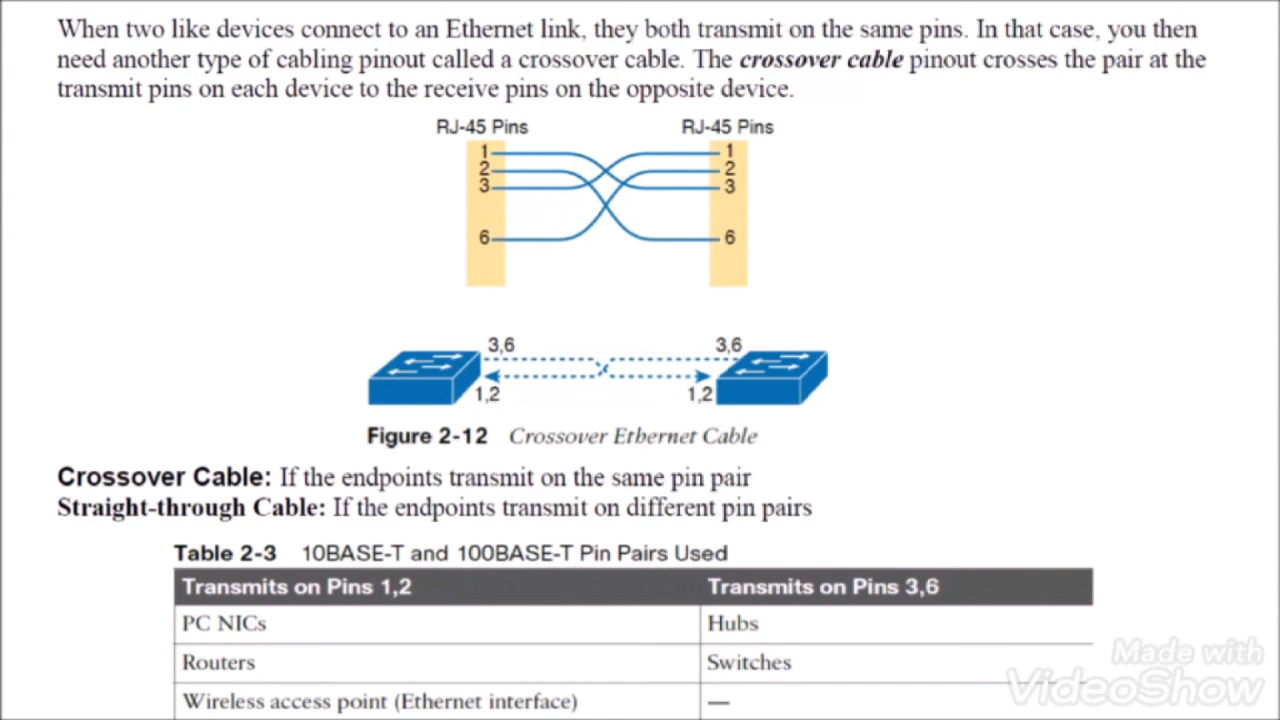 When two like devices connect to an Ethernet link, they both transmit on the same pins. In that case, you then
need another type of cabling pinout called a crossover cable. The crossover cable pinout crosses the pair at the
transmit pins on each device to the receive pins on the opposite device.
RJ-45 Pins RJ-45 Pins
1 1
2 2
3 3
6 6
3,6 3,6
1,2 1,2
Figure 2-12 Crossover Ethernet Cable
Crossover Cable: If the endpoints transmit on the same pin pair
Straight-through Cable: If the endpoints transmit on different pin pairs
Table 2-3 10BASE-T and 100BASE-T Pin Pairs Used
Transmits on Pins 1,2 Transmits on Pins 3,6
PC NICs Hubs
Routers Switches
Wireless access point (Ethernet interface) —
Made with
VideoShow